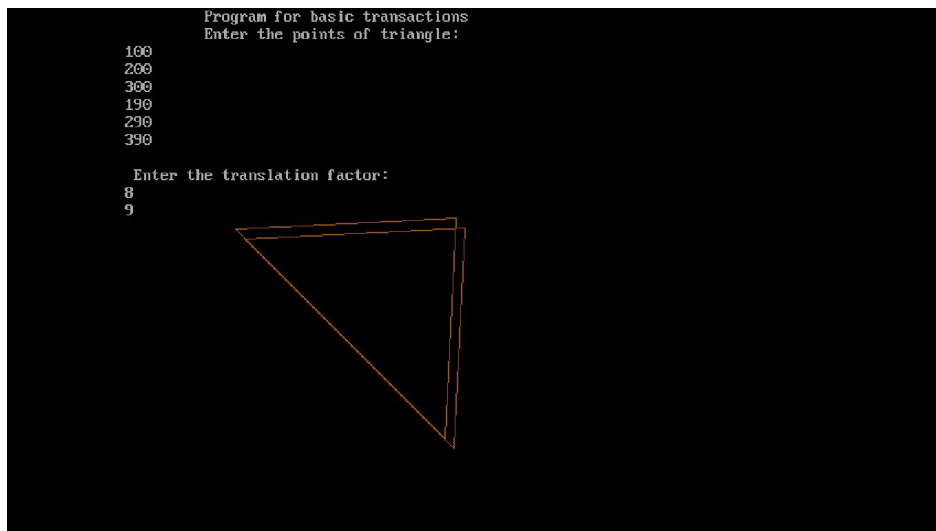 Program for basic transactions
Enter the points of triangle:
100
200
300
190
290
390
Enter the translation factor:
8
9